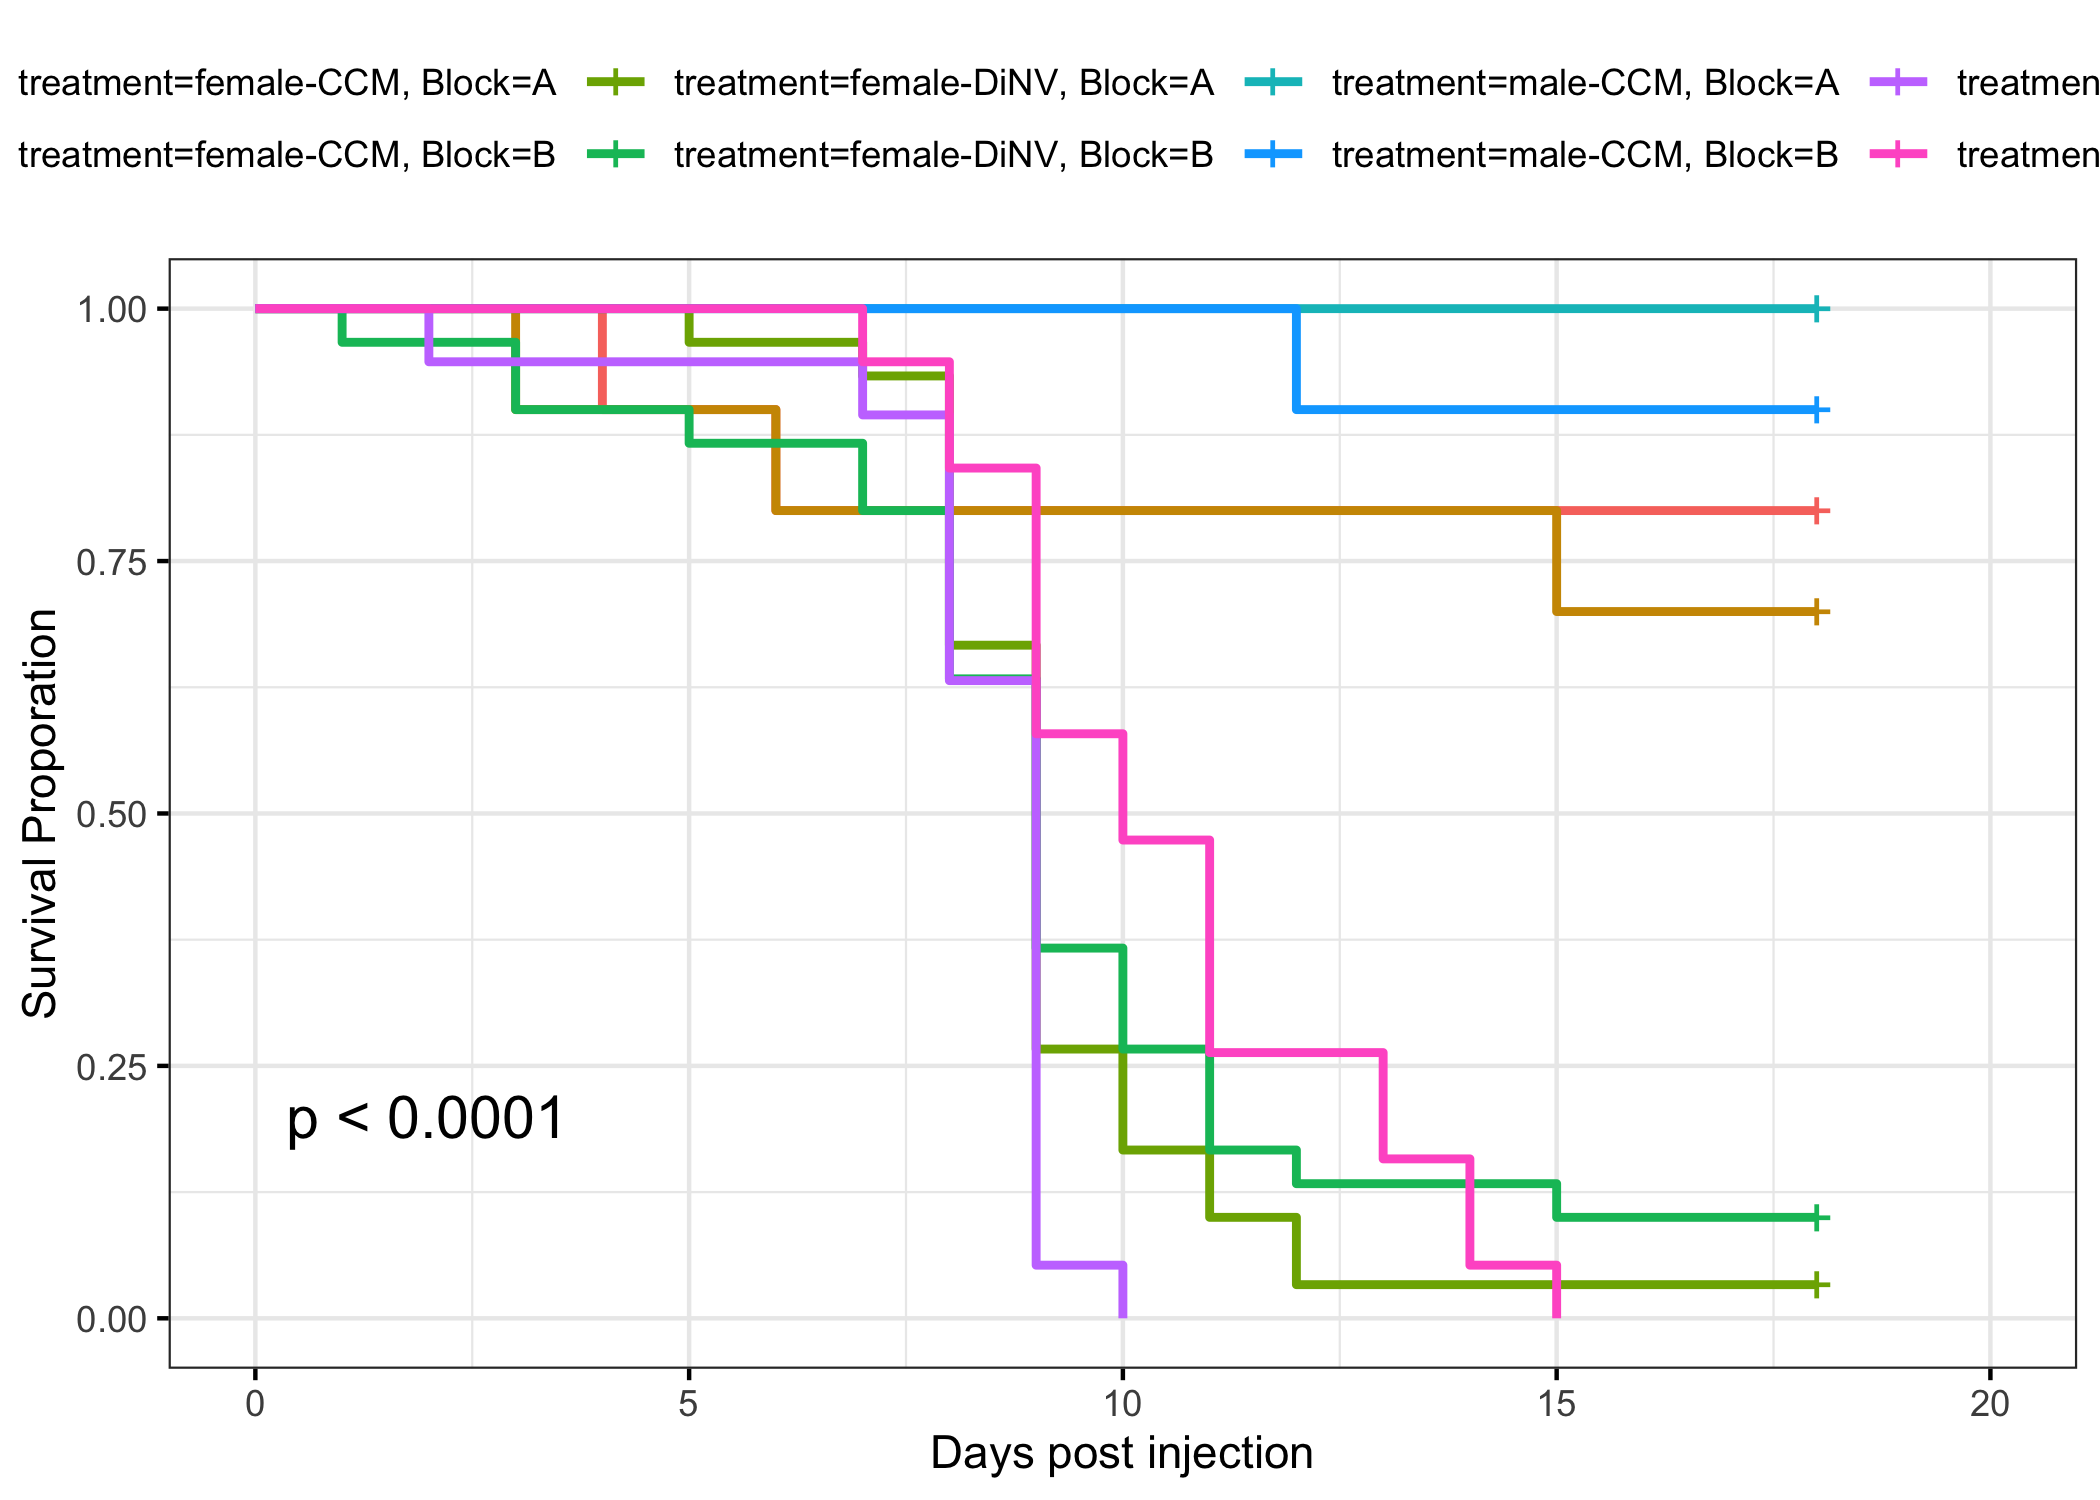 treatment=female-CCM, Block=A treatment=female-DiNV, Block=A treatment=male-CCM, Block=A treatmen
treatment=female-CCM, Block=B treatment=female-DiNV, Block=B treatment=male-CCM, Block=B treatmen
1.00
0.75
0.50
0.25
0.00
Survival Proporation
p < 0.0001
0 5 10 15 20
Days post injection